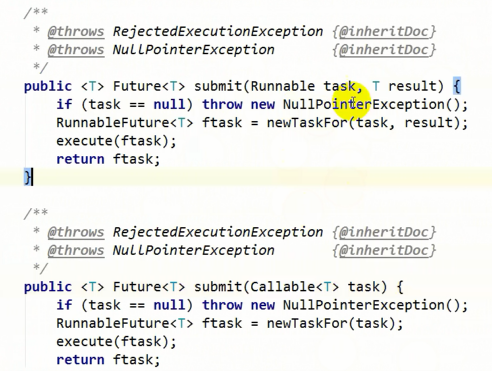 /**
 * @throws RejectedExecutionException {@inheritDoc}
 * @throws NullPointerException       {@inheritDoc}
 */
public <T> Future<T> submit(Runnable task, T result) {
    if (task == null) throw new NullPointerException();
    RunnableFuture<T> ftask = newTaskFor(task, result);
    execute(ftask);
    return ftask;
}
/**
 * @throws RejectedExecutionException {@inheritDoc}
 * @throws NullPointerException       {@inheritDoc}
 */
public <T> Future<T> submit(Callable<T> task) {
    if (task == null) throw new NullPointerException();
    RunnableFuture<T> ftask = newTaskFor(task);
    execute(ftask);
    return ftask;